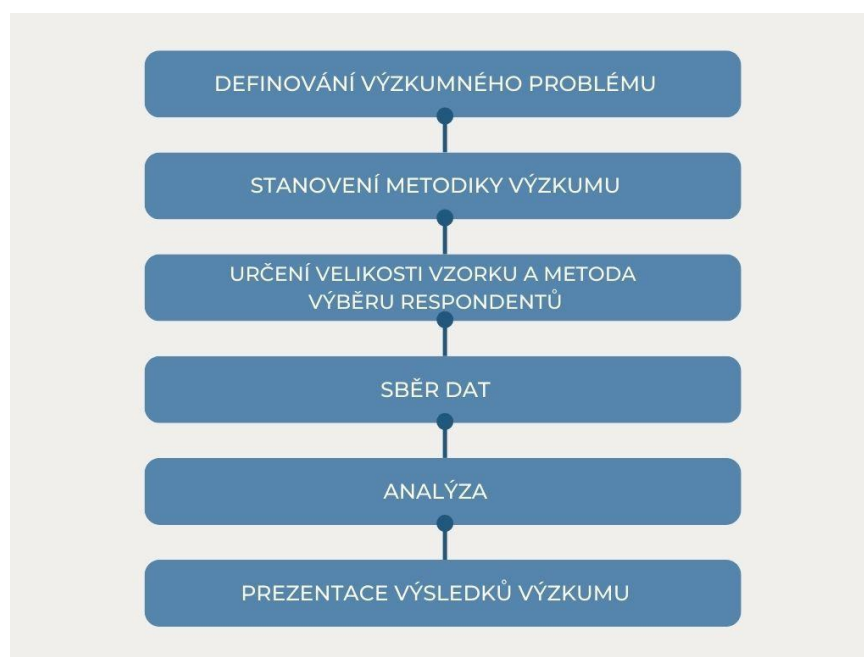 DEFINOVÁNÍ VÝZKUMNÉHO PROBLÉMU
STANOVENÍ METODIKY VÝZKUMU
URČENÍ VELIKOSTI VZORKU A METODA
VÝBĚRU RESPONDENTŮ
SBĚR DAT
ANALÝZA
PREZENTACE VÝSLEDKŮ VÝZKUMU